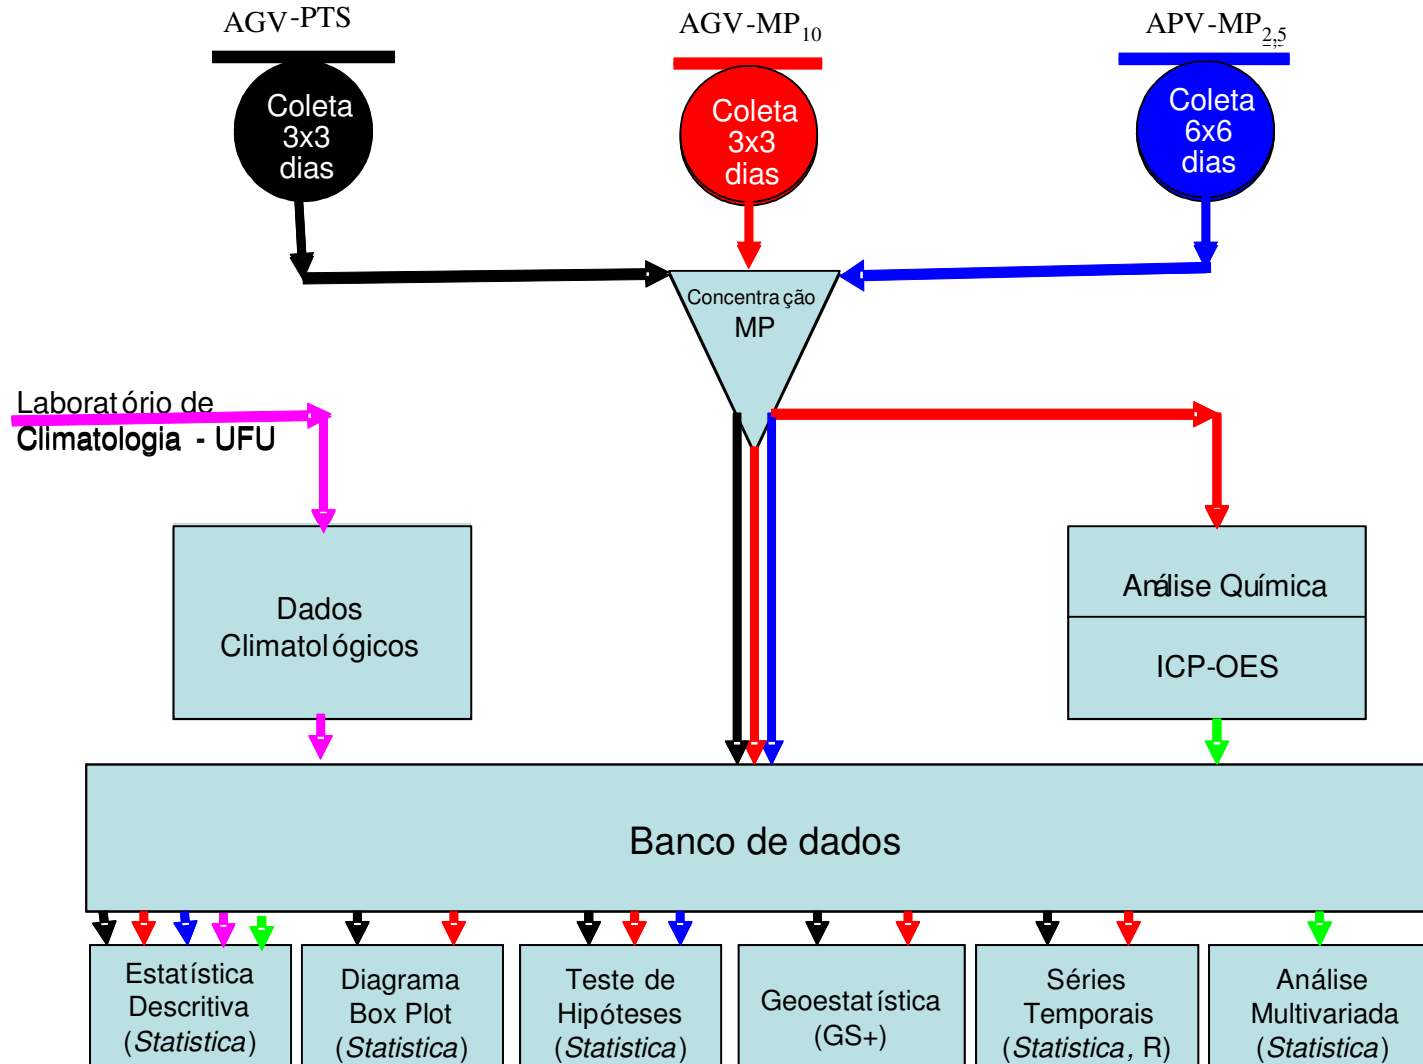 AGV-PTS
AGV-MP10
APV-MP2,5
Coleta
3x3
dias
Coleta
3x3
dias
Coleta
6x6
dias
Concentração
MP
Laboratório de
Climatologia - UFU
Dados
Climatológicos
Análise Química
ICP-OES
Banco de dados
Estatística
Descritiva
(Statistica)
Diagrama
Box Plot
(Statistica)
Teste de
Hipóteses
(Statistica)
Geoestatística
(GS+)
Séries
Temporais
(Statistica, R)
Análise
Multivariada
(Statistica)